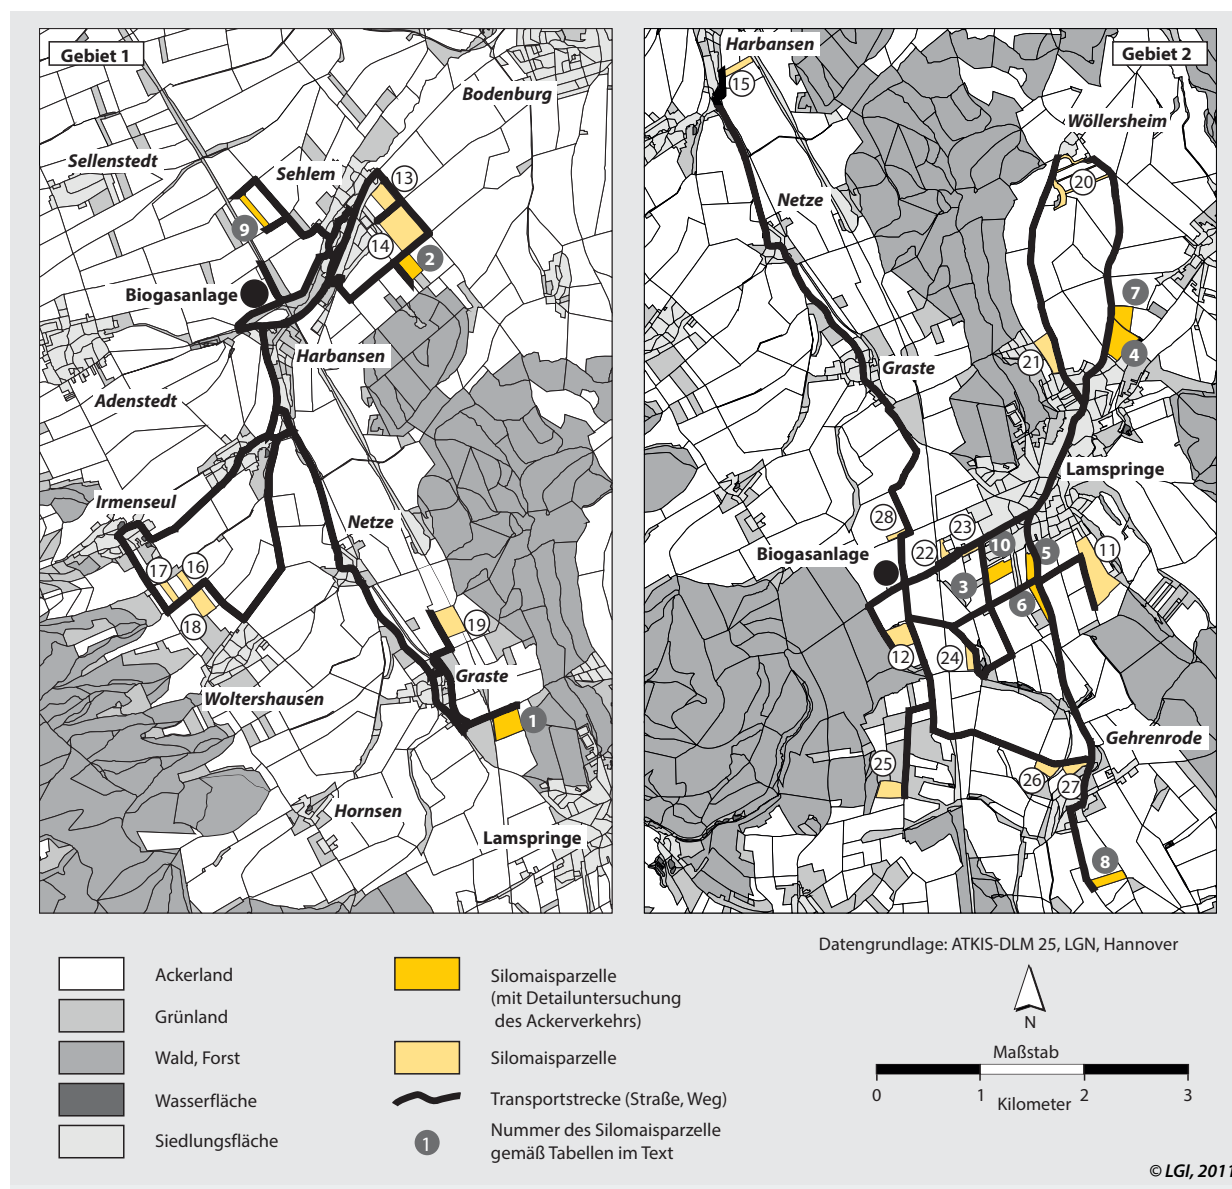 Gebiet 1
Bodenburg
Sellenstedt
Sehlem
13
9
14
2
Biogasanlage
Harbansen
Adenstedt
Irmenseul
Netze
17
16
18
19
Graste
Woltershausen
1
Hornsen
Lamspringe
Harbansen
Gebiet 2
15
Wöllersheim
20
Netze
7
4
21
Graste
Lamspringe
28
23
22
10
5
11
Biogasanlage
3
6
12
24
Gehrenrode
25
26
27
8
Datengrundlage: ATKIS-DLM 25, LGN, Hannover
N
Maßstab
0 1 2 3
Kilometer
Ackerland
Grünland
Wald, Forst
Wasserfläche
Siedlungsfläche
Silomaisparzelle
(mit Detailuntersuchung
des Ackerverkehrs)
Silomaisparzelle
Transportstrecke (Straße, Weg)
1
Nummer des Silomaisparzelle
gemäß Tabellen im Text
© LGI, 2011